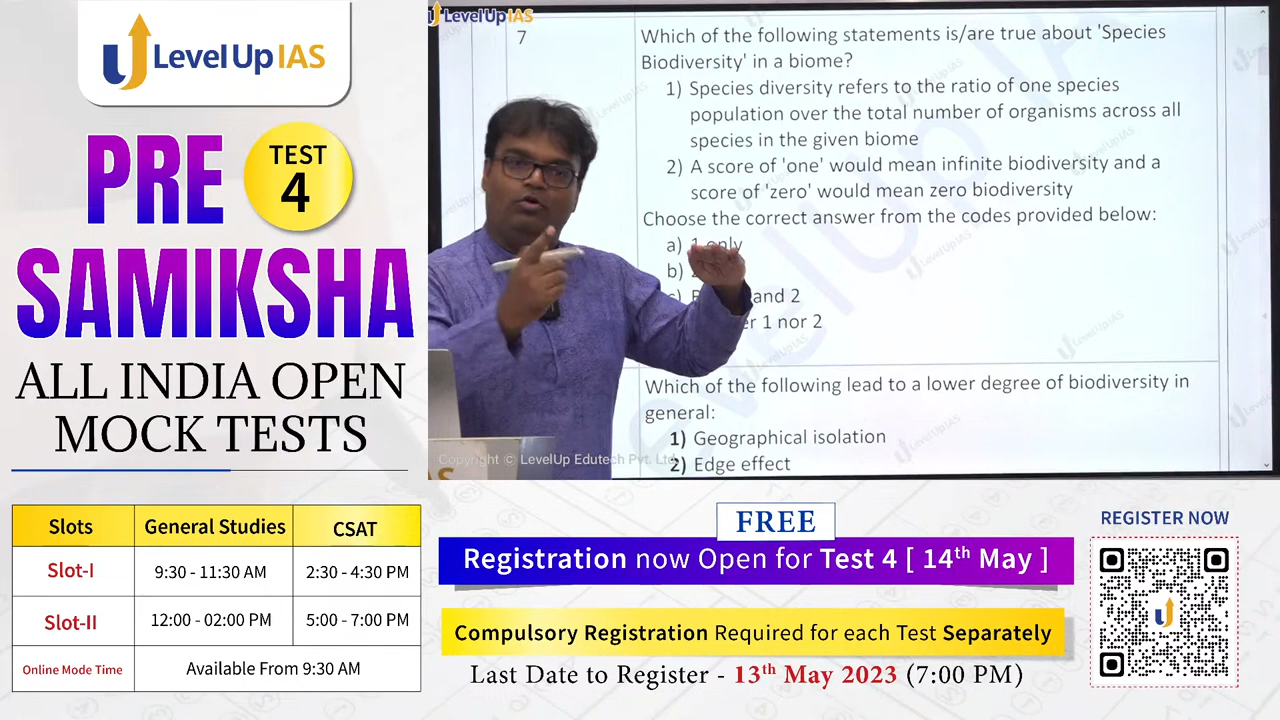 Level Up IAS
PRE
TEST
4
SAMIKSHA
ALL INDIA OPEN
MOCK TESTS
Slots
General Studies
CSAT
Slot-I
9:30 - 11:30 AM
2:30 - 4:30 PM
Slot-II
12:00 - 02:00 PM
5:00 - 7:00 PM
Online Mode Time
Available From 9:30 AM
Level Up IAS
7
Which of the following statements is/are true about 'Species
Biodiversity' in a biome?
1) Species diversity refers to the ratio of one species
population over the total number of organisms across all
species in the given biome
2) A score of 'one' would mean infinite biodiversity and a
score of 'zero' would mean zero biodiversity
Choose the correct answer from the codes provided below:
a) 1 only
b)
and 2
1 nor 2
Which of the following lead to a lower degree of biodiversity in
general:
1) Geographical isolation
2) Edge effect
Copyright © LevelUp Edutech Pvt. Ltd
FREE
Registration now Open for Test 4 [ 14th May ]
Compulsory Registration Required for each Test Separately
Last Date to Register - 13th May 2023 (7:00 PM)
REGISTER NOW